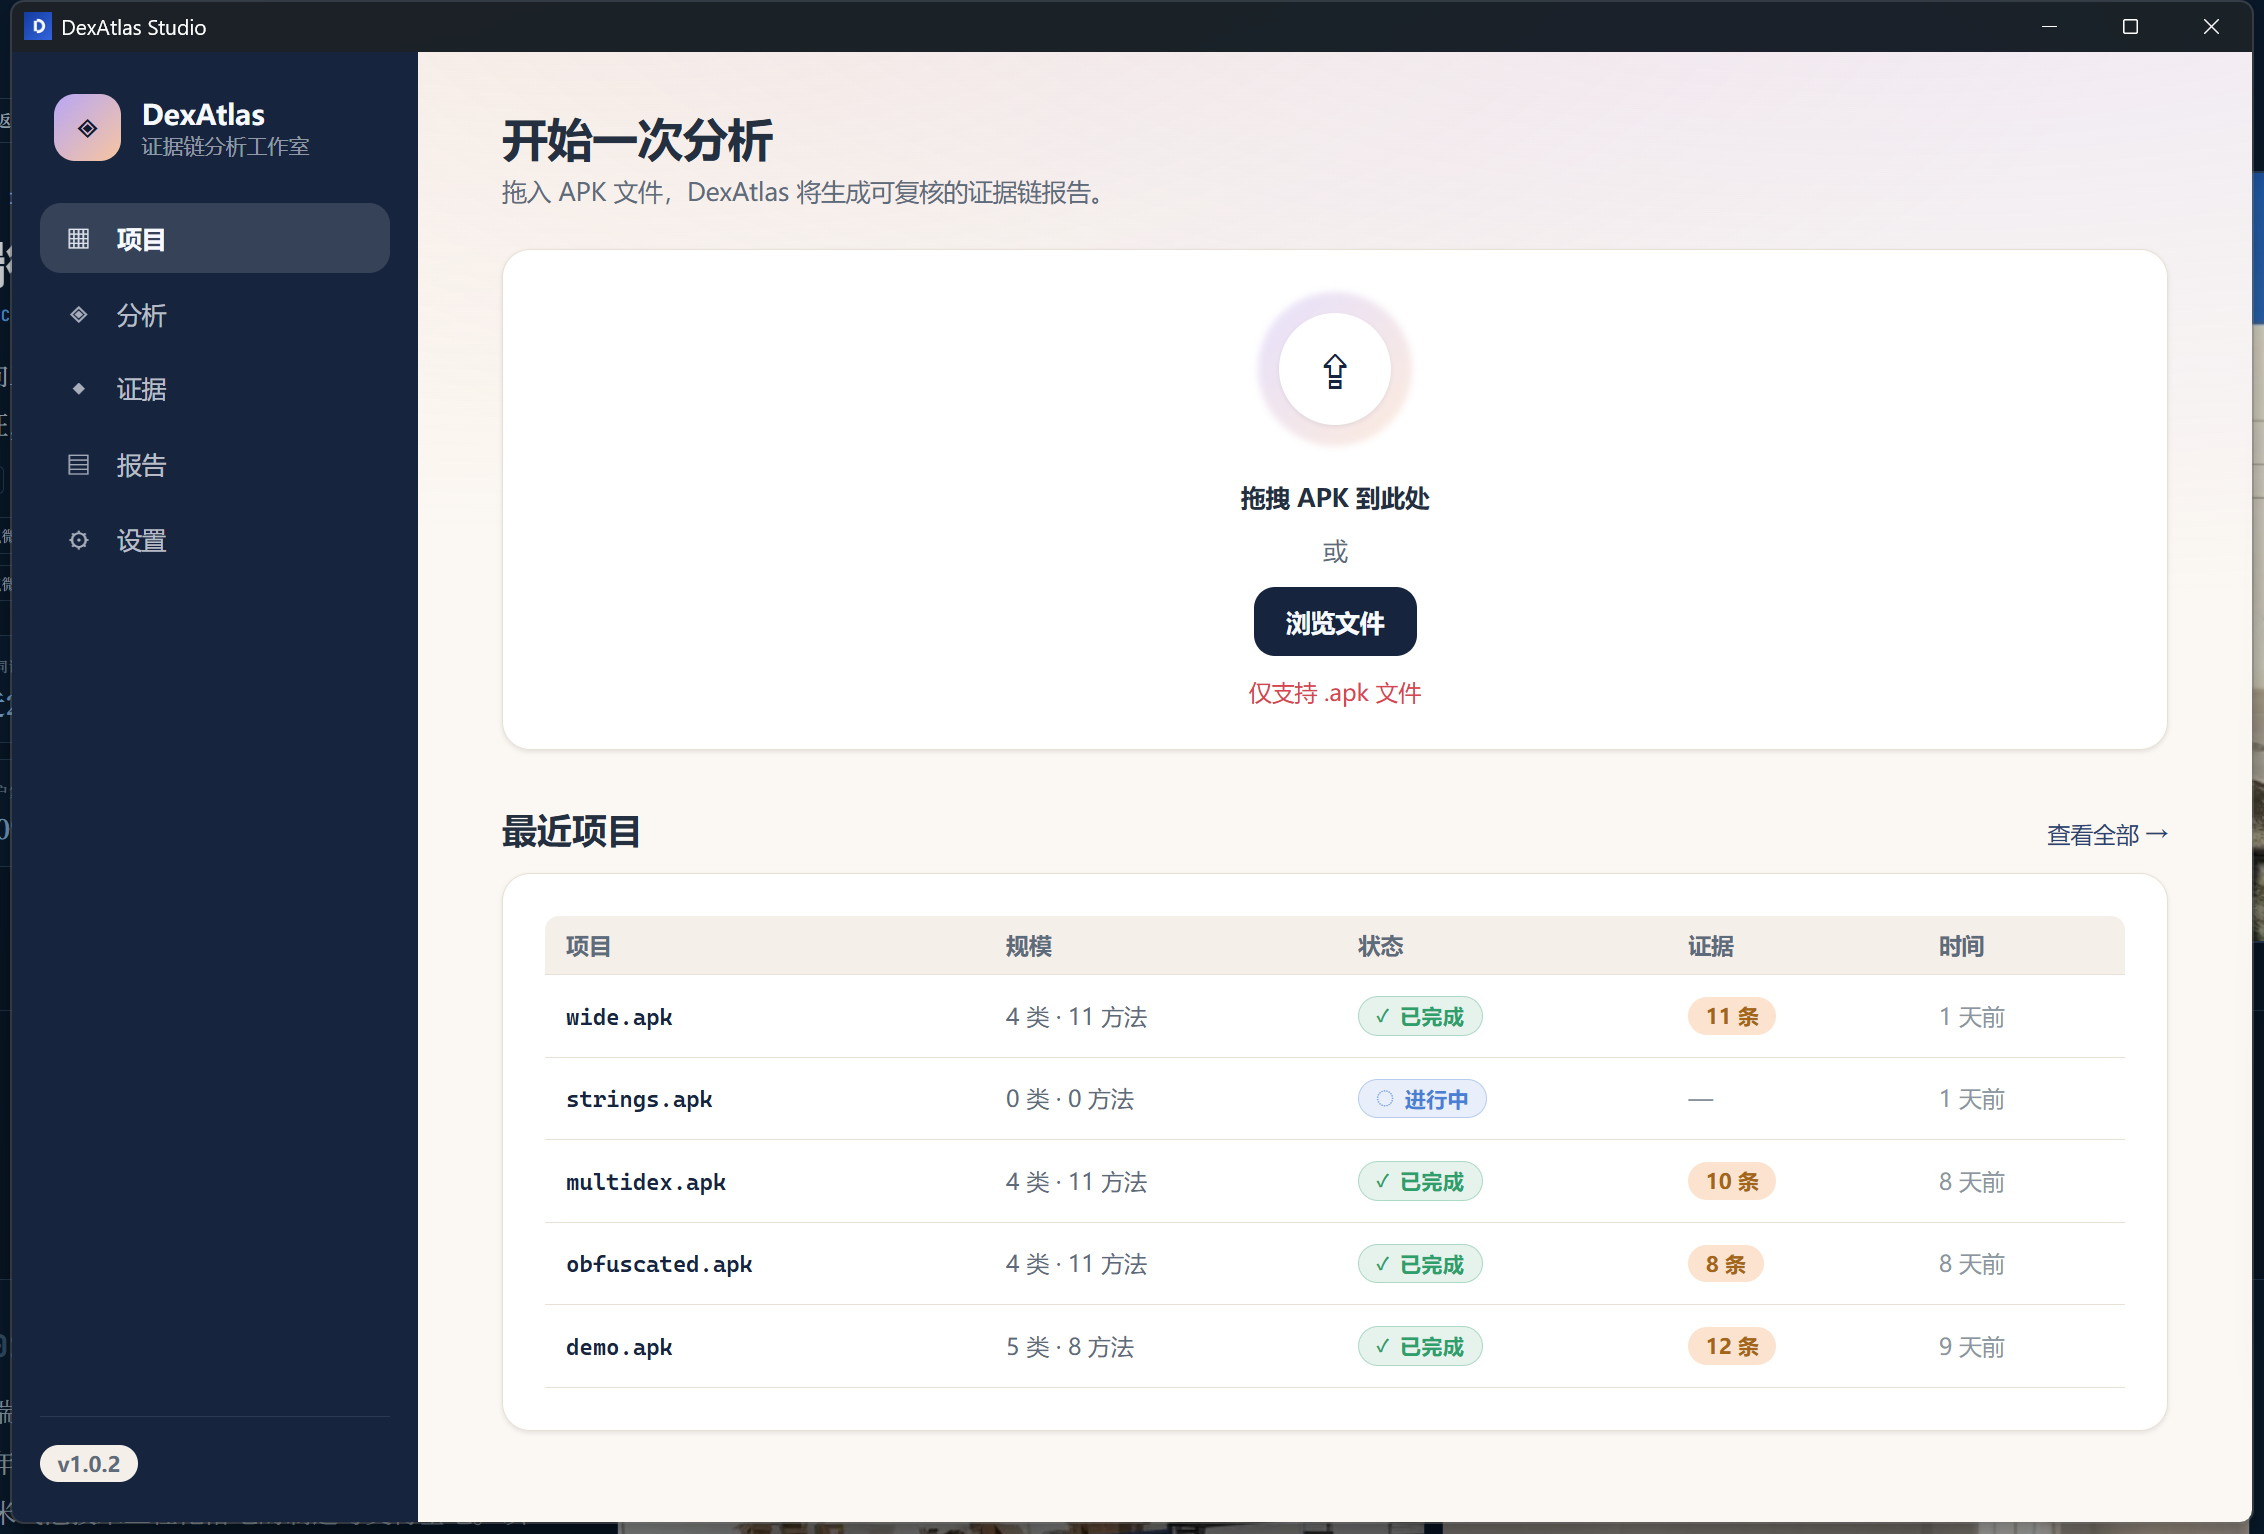 DexAtlas Studio
DexAtlas
证据链分析工作室
项目
分析
证据
报告
设置
v1.0.2
开始一次分析
拖入 APK 文件，DexAtlas 将生成可复核的证据链报告。
拖拽 APK 到此处
或
浏览文件
仅支持 .apk 文件
最近项目
查看全部 →
项目 规模 状态 证据 时间
wide.apk 4 类 · 11 方法 ✓ 已完成 11 条 1 天前
strings.apk 0 类 · 0 方法 进行中 — 1 天前
multidex.apk 4 类 · 11 方法 ✓ 已完成 10 条 8 天前
obfuscated.apk 4 类 · 11 方法 ✓ 已完成 8 条 8 天前
demo.apk 5 类 · 8 方法 ✓ 已完成 12 条 9 天前